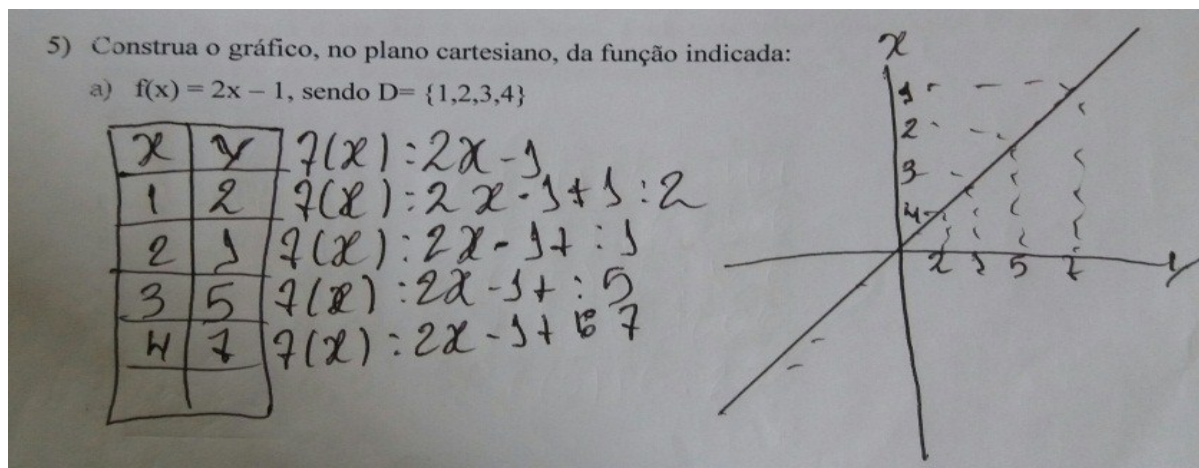 5) Construa o gráfico, no plano cartesiano, da função indicada:
a) f(x) = 2x – 1, sendo D= {1,2,3,4}
x y f(x) : 2x - 1
1 2 f(x) : 2x - 1 + 1 : 2
2 1 f(x) : 2x - 1 + : 1
3 5 f(x) : 2x - 1 + : 5
4 7 f(x) : 2x - 1 + 7
x
1
2
3
4
2 1 5 7 y